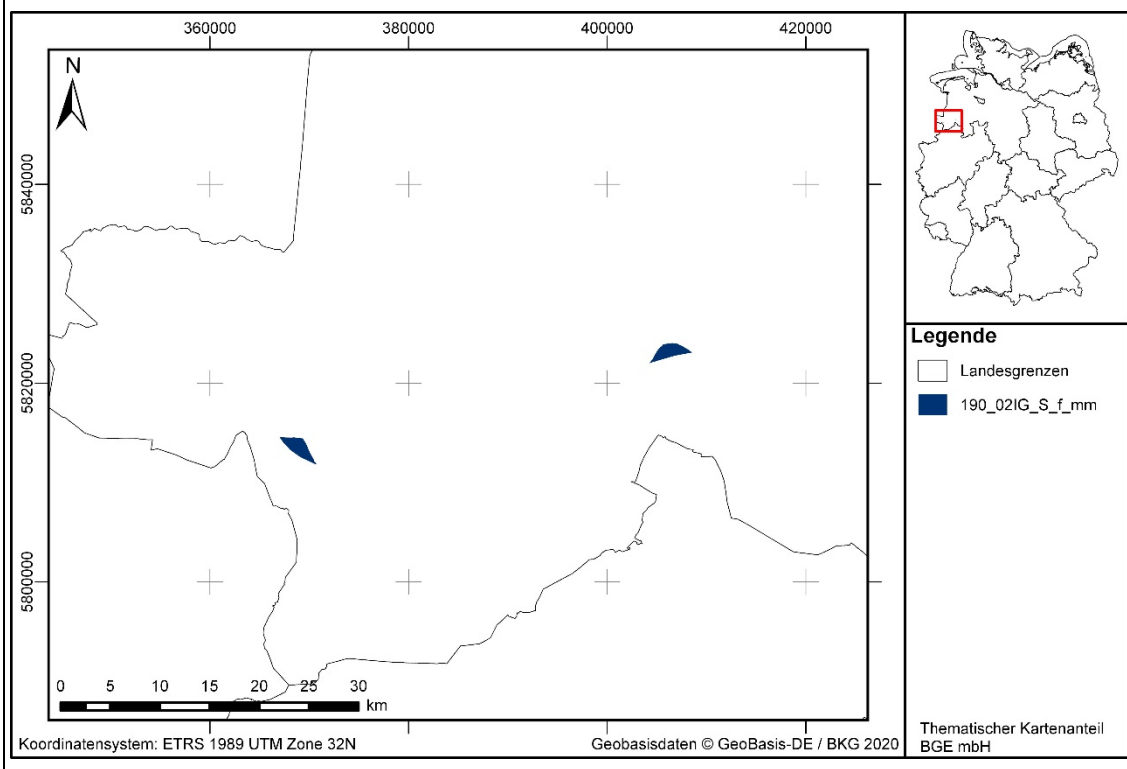 360000 380000 400000 420000
N
5840000
5820000
5800000
0 5 10 15 20 25 30
km
Koordinatensystem: ETRS 1989 UTM Zone 32N
Geobasisdaten © GeoBasis-DE / BKG 2020
Legende
Landesgrenzen
190_02IG_S_f_mm
Thematischer Kartenanteil
BGE mbH